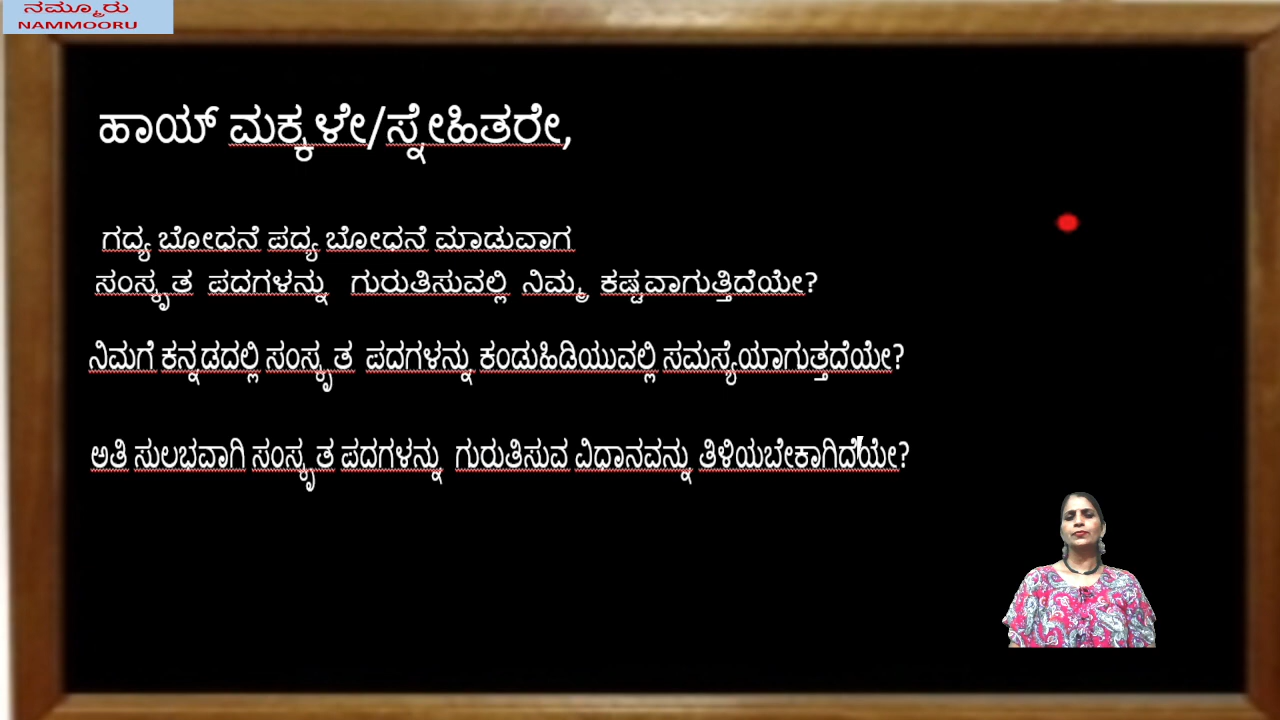 ನಮ್ಮೂರು
NAMMOORU
ಹಾಯ್ ಮಕ್ಕಳೇ/ಸ್ನೇಹಿತರೇ,
ಗದ್ಯ ಬೋಧನೆ ಪದ್ಯ ಬೋಧನೆ ಮಾಡುವಾಗ
ಸಂಸ್ಕೃತ ಪದಗಳನ್ನು ಗುರುತಿಸುವಲ್ಲಿ ನಿಮ್ಮ ಕಷ್ಟವಾಗುತ್ತಿದೆಯೇ?
ನಿಮಗೆ ಕನ್ನಡದಲ್ಲಿ ಸಂಸ್ಕೃತ ಪದಗಳನ್ನು ಕಂಡುಹಿಡಿಯುವಲ್ಲಿ ಸಮಸ್ಯೆಯಾಗುತ್ತದೆಯೇ?
ಅತಿ ಸುಲಭವಾಗಿ ಸಂಸ್ಕೃತ ಪದಗಳನ್ನು ಗುರುತಿಸುವ ವಿಧಾನವನ್ನು ತಿಳಿಯಬೇಕಾಗಿದೆಯೇ?